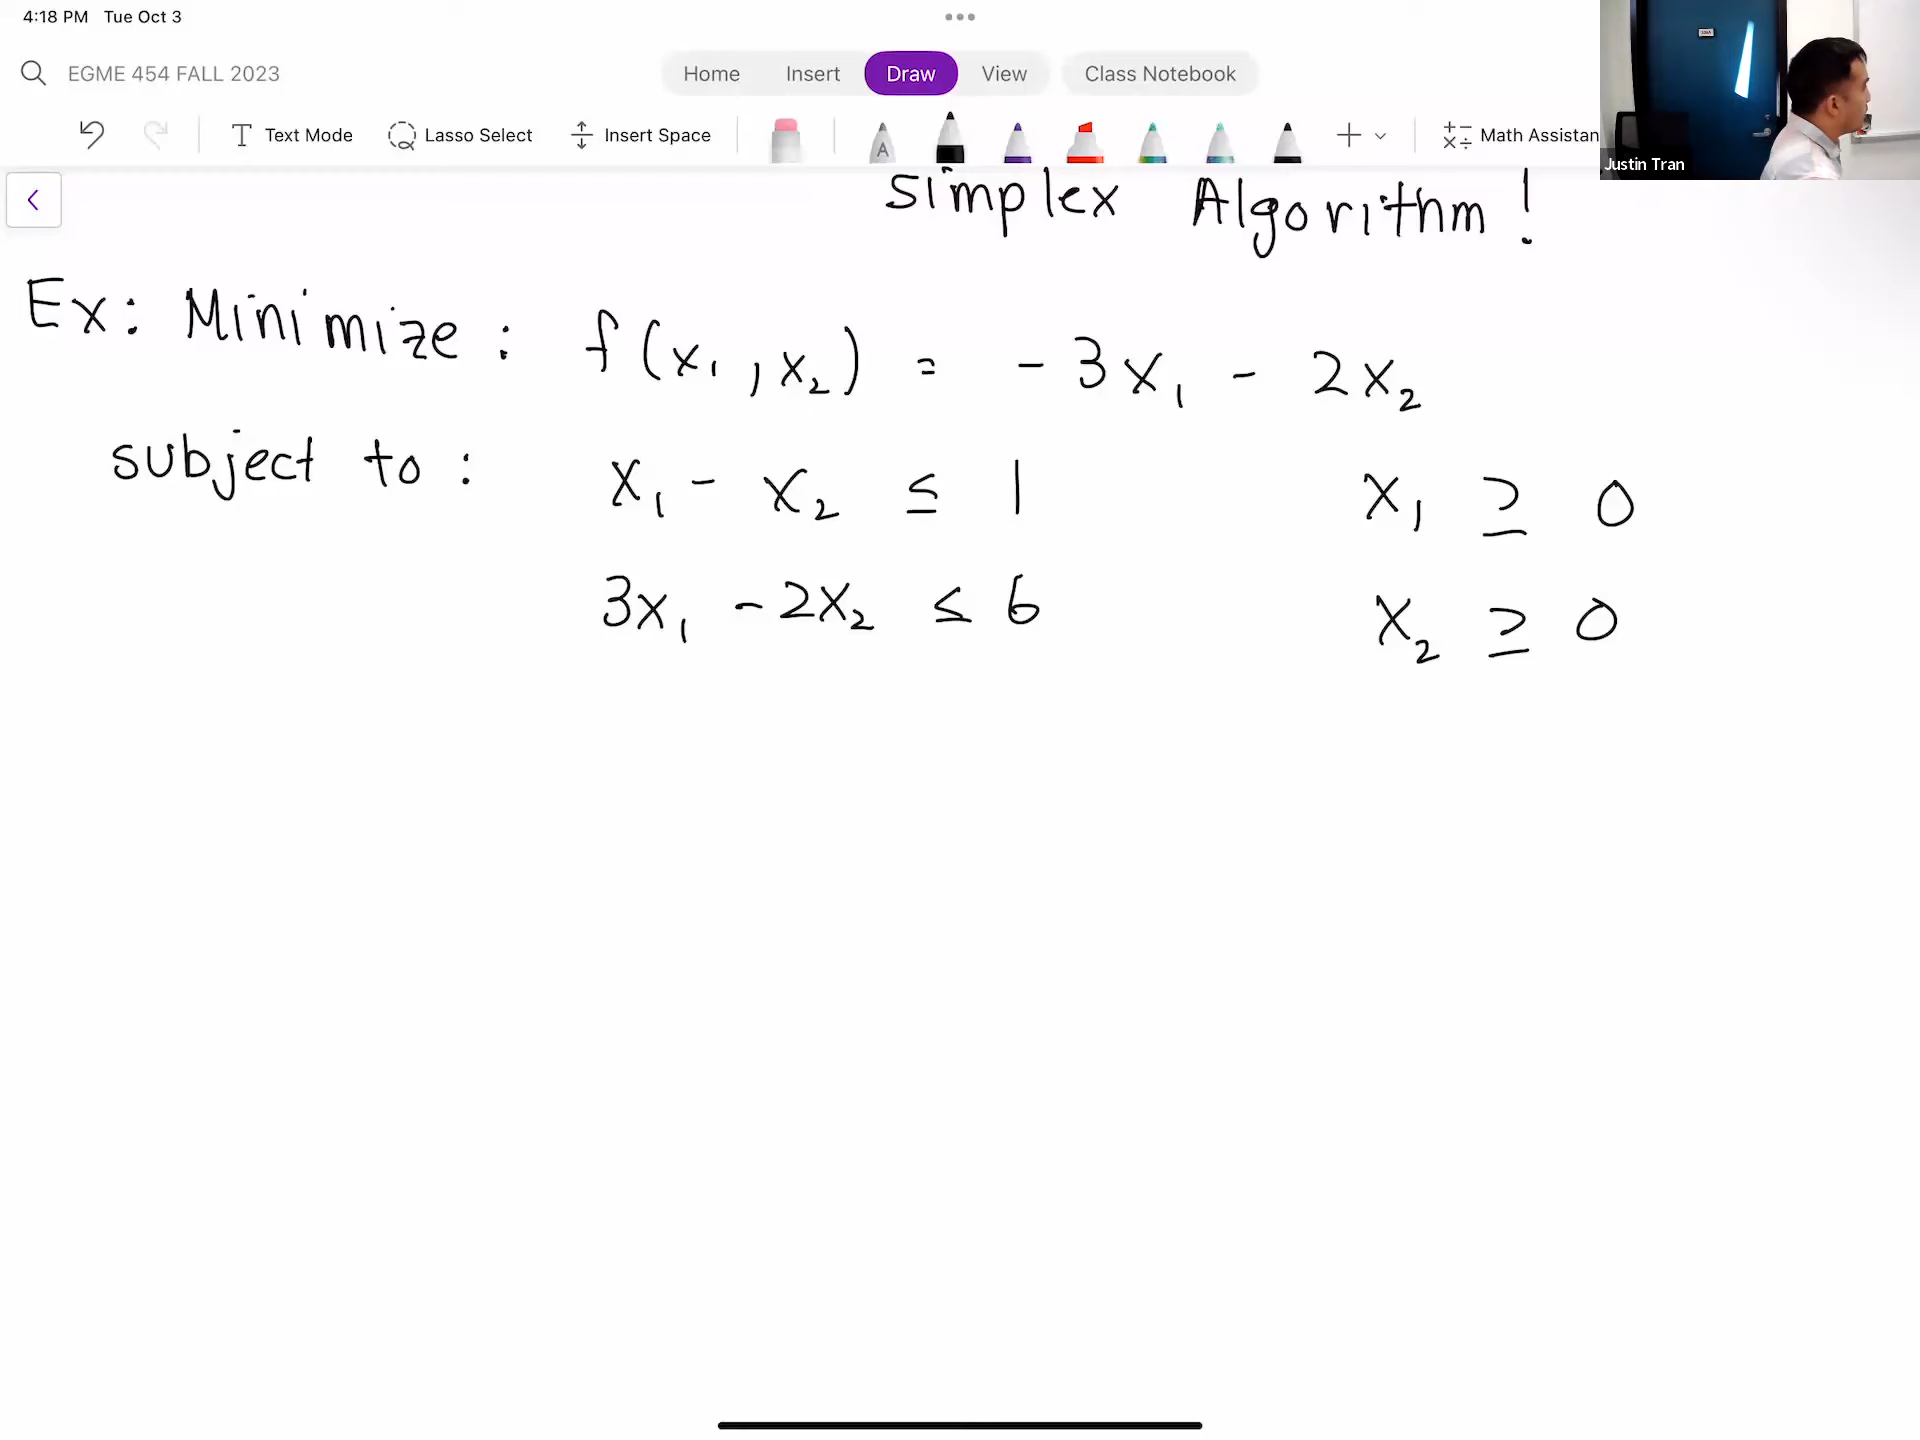 4:18 PM Tue Oct 3
EGME 454 FALL 2023
Home Insert Draw View Class Notebook
Text Mode Lasso Select Insert Space A Math Assistan
Justin Tran
Simplex Algorithm!
Ex: Minimize: f(x₁, x₂) = -3x₁ - 2x₂
subject to: x₁ - x₂ ≤ 1 x₁ ≥ 0
3x₁ - 2x₂ ≤ 6 x₂ ≥ 0